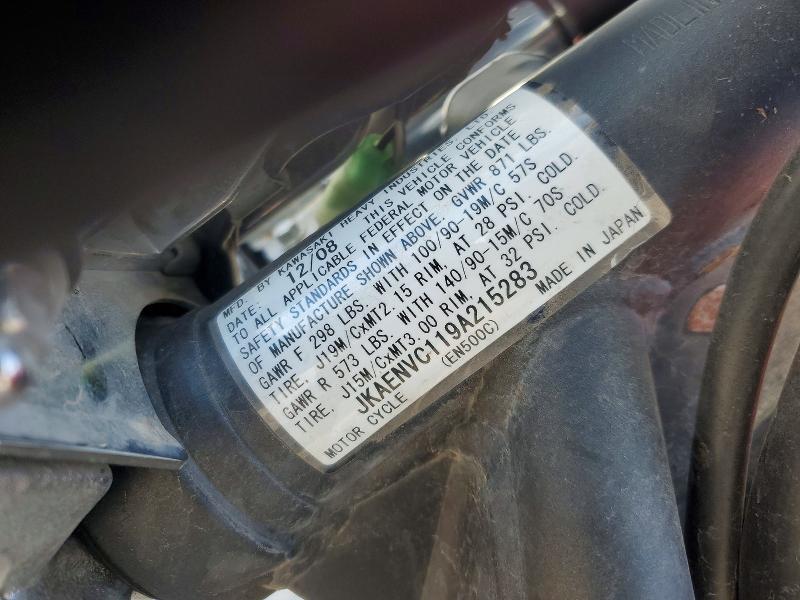 MADE IN
MFD. BY KAWASAKI HEAVY INDUSTRIES LTD.
DATE: 12/08 THIS VEHICLE CONFORMS
TO ALL APPLICABLE FEDERAL MOTOR VEHICLE
SAFETY STANDARDS IN EFFECT ON THE DATE
OF MANUFACTURE SHOWN ABOVE. GVWR 871 LBS.
GAWR F 298 LBS. WITH 100/90-19M/C 57S
TIRE, J19M/CxMT2.15 RIM, AT 28 PSI. COLD.
GAWR R 573 LBS. WITH 140/90-15M/C 70S
TIRE, J15M/CxMT3.00 RIM, AT 32 PSI. COLD.
JKAENVC119A215283
MOTOR CYCLE (EN500C) MADE IN JAPAN